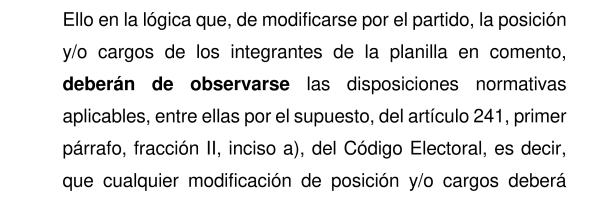 Ello en la lógica que, de modificarse por el partido, la posición
y/o cargos de los integrantes de la planilla en comento,
deberán de observarse las disposiciones normativas
aplicables, entre ellas por el supuesto, del artículo 241, primer
párrafo, fracción II, inciso a), del Código Electoral, es decir,
que cualquier modificación de posición y/o cargos deberá